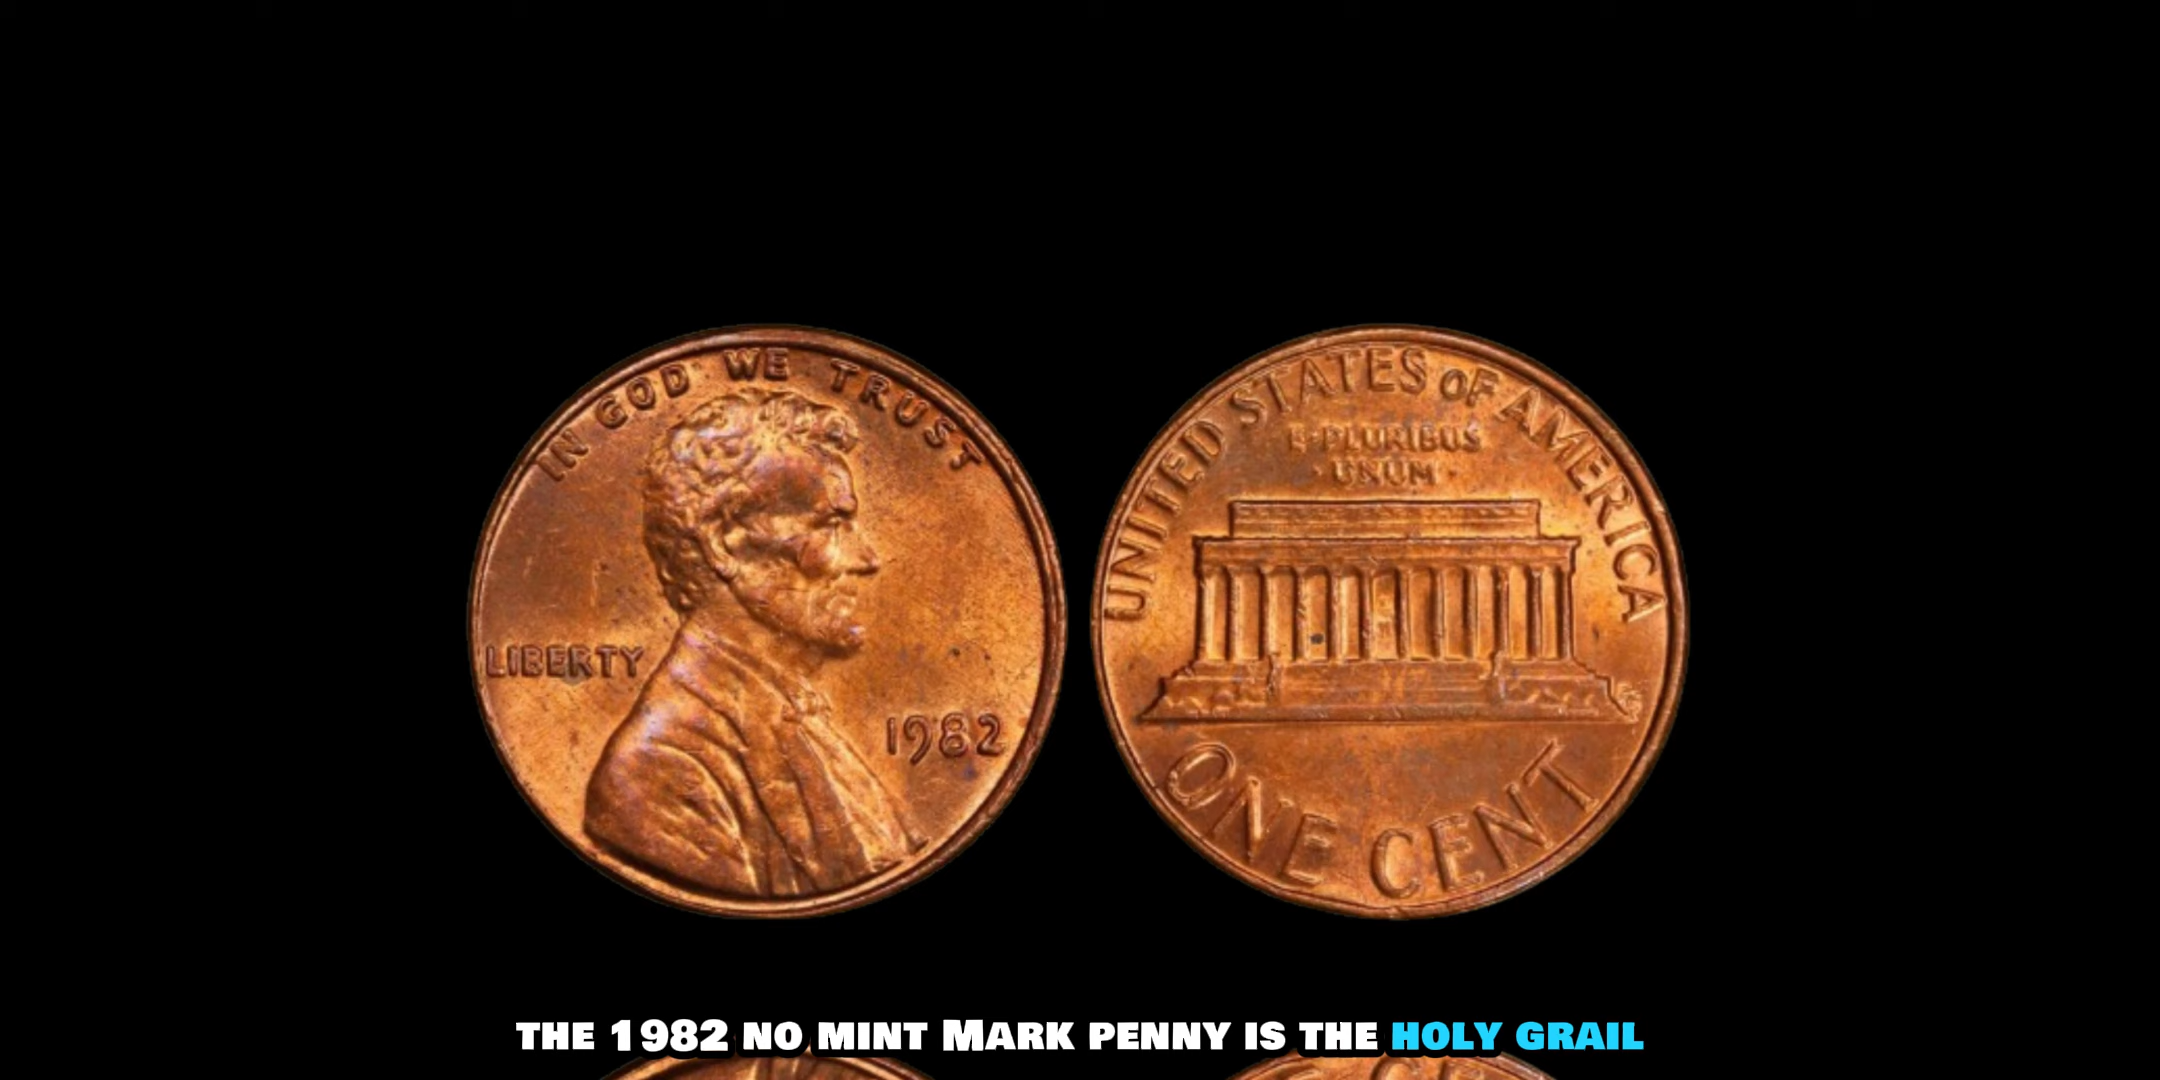 IN GOD WE TRUST
LIBERTY
1982
UNITED STATES OF AMERICA
E·PLURIBUS
·UNUM·
ONE CENT
THE 1982 NO MINT MARK PENNY IS THE HOLY GRAIL